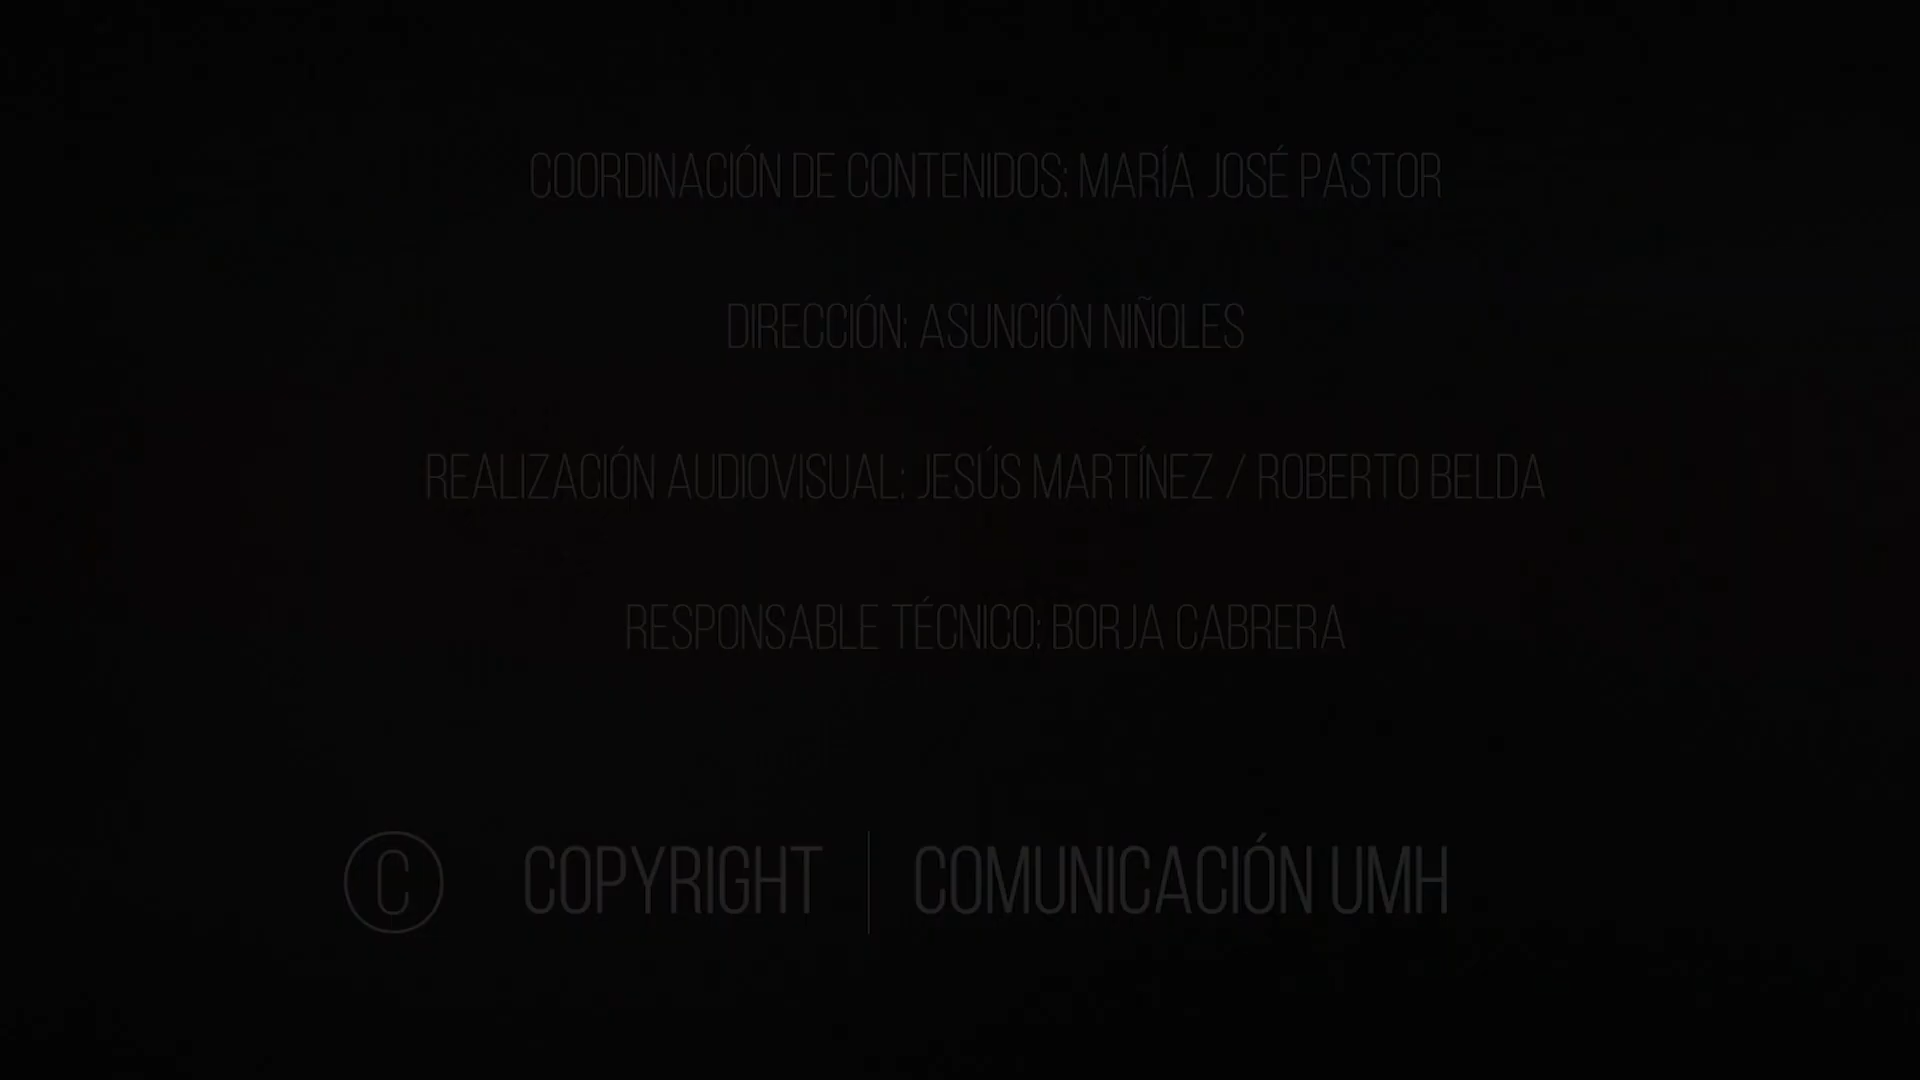 COORDINACIÓN DE CONTENIDOS: MARÍA JOSÉ PASTOR
DIRECCIÓN: ASUNCIÓN NIÑOLES
REALIZACIÓN AUDIOVISUAL: JESÚS MARTÍNEZ / ROBERTO BELDA
RESPONSABLE TÉCNICO: BORJA CABRERA
© COPYRIGHT | COMUNICACIÓN UMH